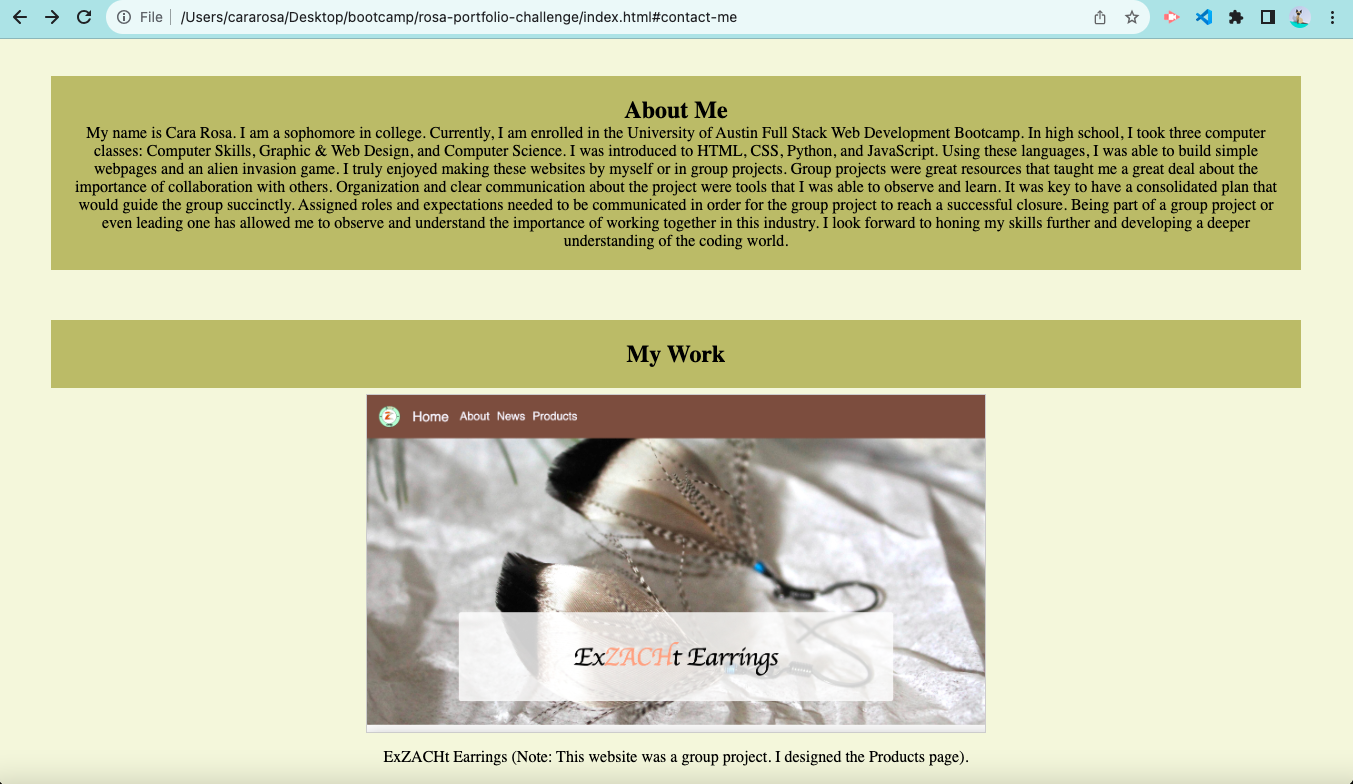 File
/Users/cararosa/Desktop/bootcamp/rosa-portfolio-challenge/index.html#contact-me
About Me
My name is Cara Rosa. I am a sophomore in college. Currently, I am enrolled in the University of Austin Full Stack Web Development Bootcamp. In high school, I took three computer
classes: Computer Skills, Graphic & Web Design, and Computer Science. I was introduced to HTML, CSS, Python, and JavaScript. Using these languages, I was able to build simple
webpages and an alien invasion game. I truly enjoyed making these websites by myself or in group projects. Group projects were great resources that taught me a great deal about the
importance of collaboration with others. Organization and clear communication about the project were tools that I was able to observe and learn. It was key to have a consolidated plan that
would guide the group succinctly. Assigned roles and expectations needed to be communicated in order for the group project to reach a successful closure. Being part of a group project or
even leading one has allowed me to observe and understand the importance of working together in this industry. I look forward to honing my skills further and developing a deeper
understanding of the coding world.
My Work
Z Home About News Products
ExZACHt Earrings
ExZACHt Earrings (Note: This website was a group project. I designed the Products page).